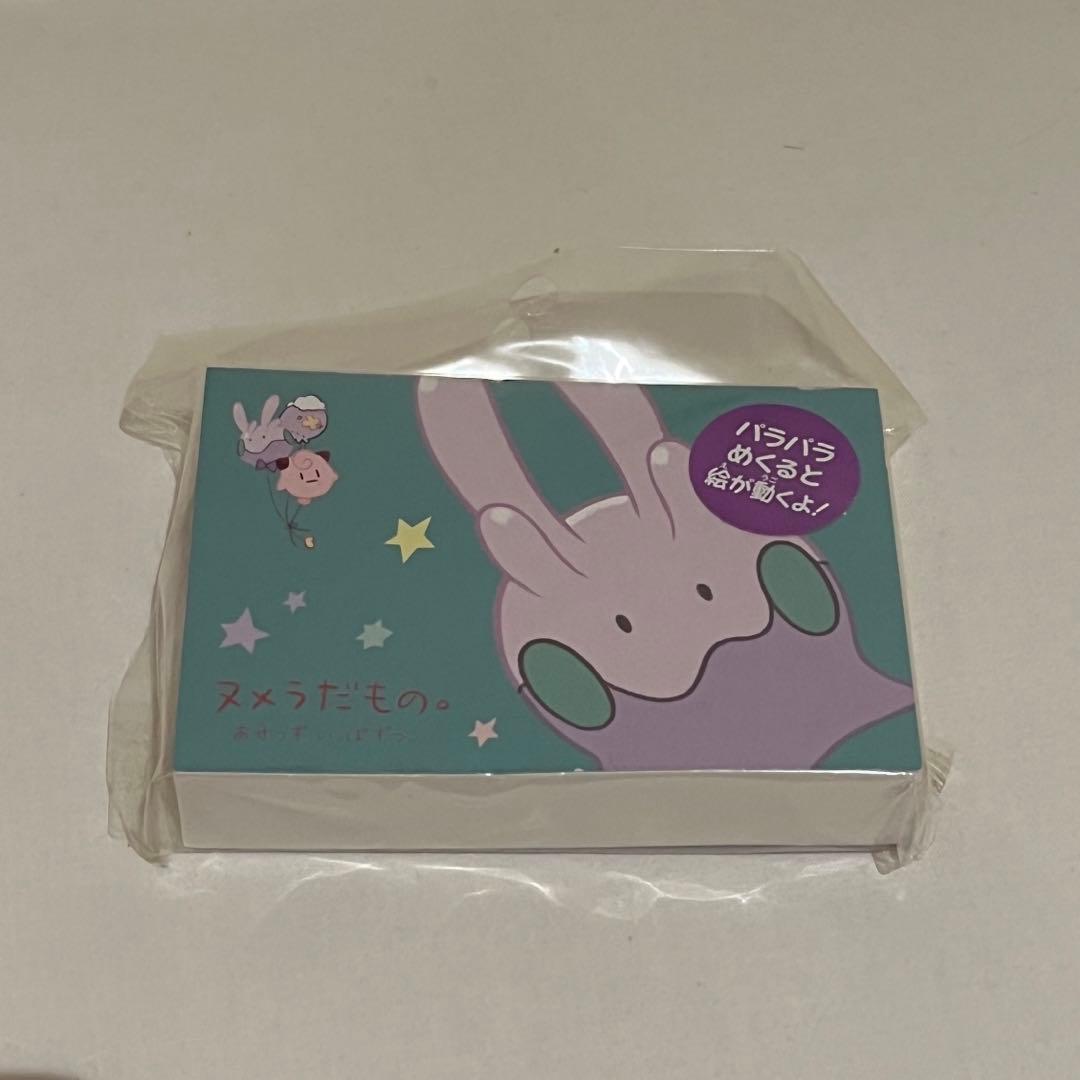 パラパラ
めくると
絵が動くよ!
ヌメラだもの。